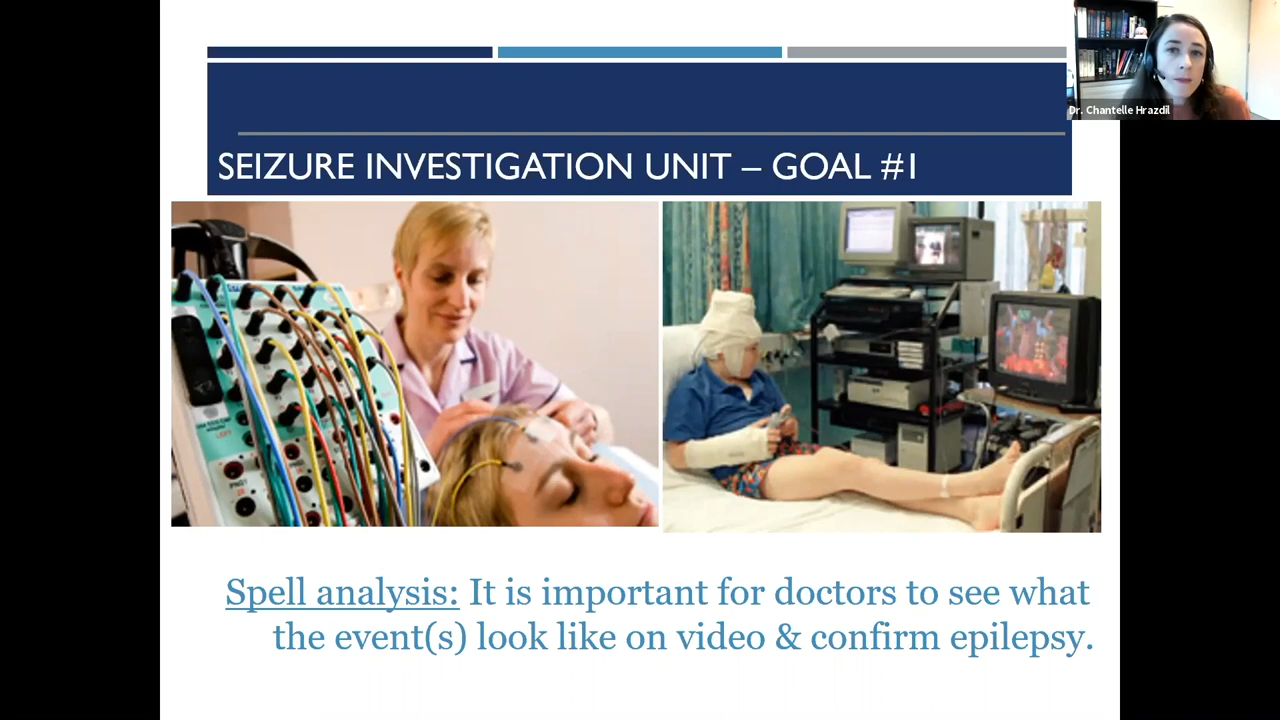 Dr. Chantelle Hrazdil
SEIZURE INVESTIGATION UNIT – GOAL #1
LEFT
Spell analysis: It is important for doctors to see what
the event(s) look like on video & confirm epilepsy.